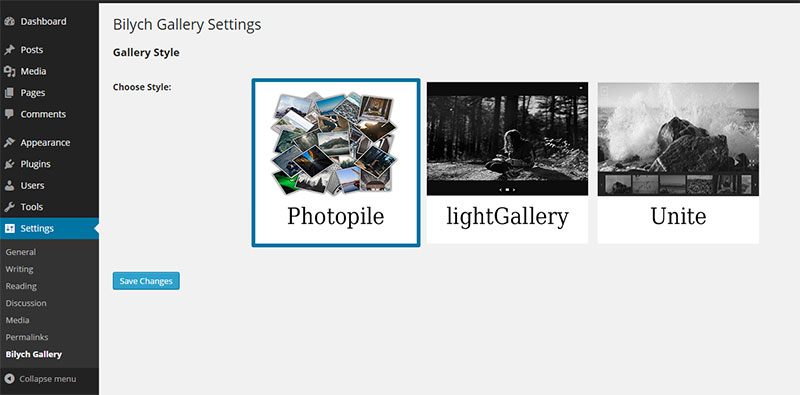 Dashboard
Posts
Media
Pages
Comments
Appearance
Plugins
Users
Tools
Settings
General
Writing
Reading
Discussion
Media
Permalinks
Bilych Gallery
Collapse menu
Bilych Gallery Settings
Gallery Style
Choose Style:
Photopile
lightGallery
Unite
Save Changes